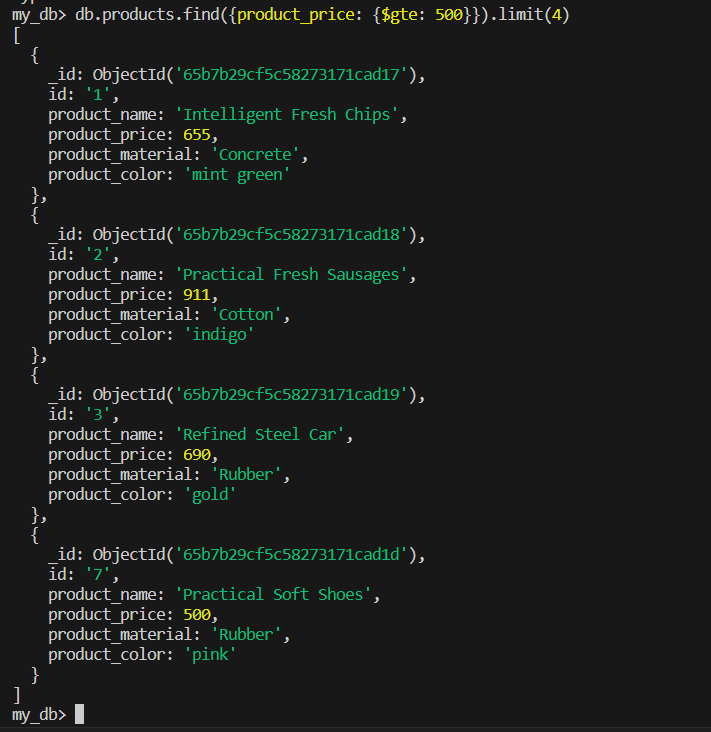 my_db> db.products.find({product_price: {$gte: 500}}).limit(4)
[
  {
    _id: ObjectId('65b7b29cf5c58273171cad17'),
    id: '1',
    product_name: 'Intelligent Fresh Chips',
    product_price: 655,
    product_material: 'Concrete',
    product_color: 'mint green'
  },
  {
    _id: ObjectId('65b7b29cf5c58273171cad18'),
    id: '2',
    product_name: 'Practical Fresh Sausages',
    product_price: 911,
    product_material: 'Cotton',
    product_color: 'indigo'
  },
  {
    _id: ObjectId('65b7b29cf5c58273171cad19'),
    id: '3',
    product_name: 'Refined Steel Car',
    product_price: 690,
    product_material: 'Rubber',
    product_color: 'gold'
  },
  {
    _id: ObjectId('65b7b29cf5c58273171cad1d'),
    id: '7',
    product_name: 'Practical Soft Shoes',
    product_price: 500,
    product_material: 'Rubber',
    product_color: 'pink'
  }
]
my_db>